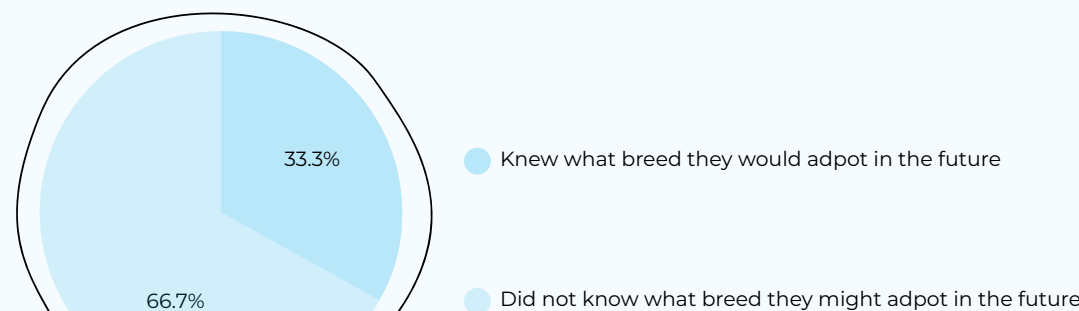 33.3%
Knew what breed they would adpot in the future
66.7%
Did not know what breed they might adpot in the future